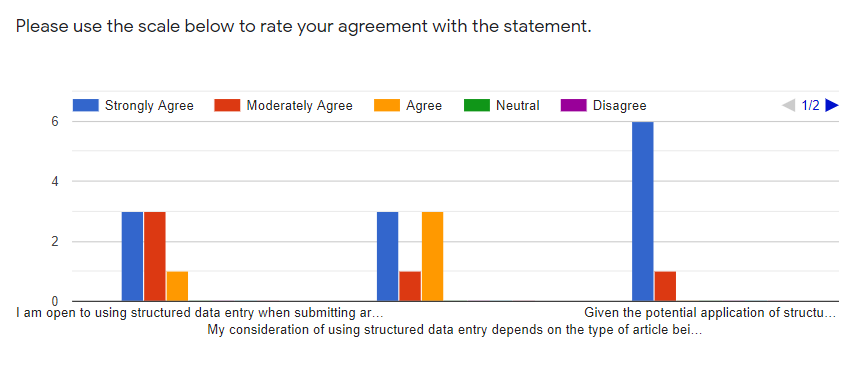 Please use the scale below to rate your agreement with the statement.
Strongly Agree Moderately Agree Agree Neutral Disagree 1/2
6
4
2
0
I am open to using structured data entry when submitting ar...
My consideration of using structured data entry depends on the type of article bei...
Given the potential application of structu...